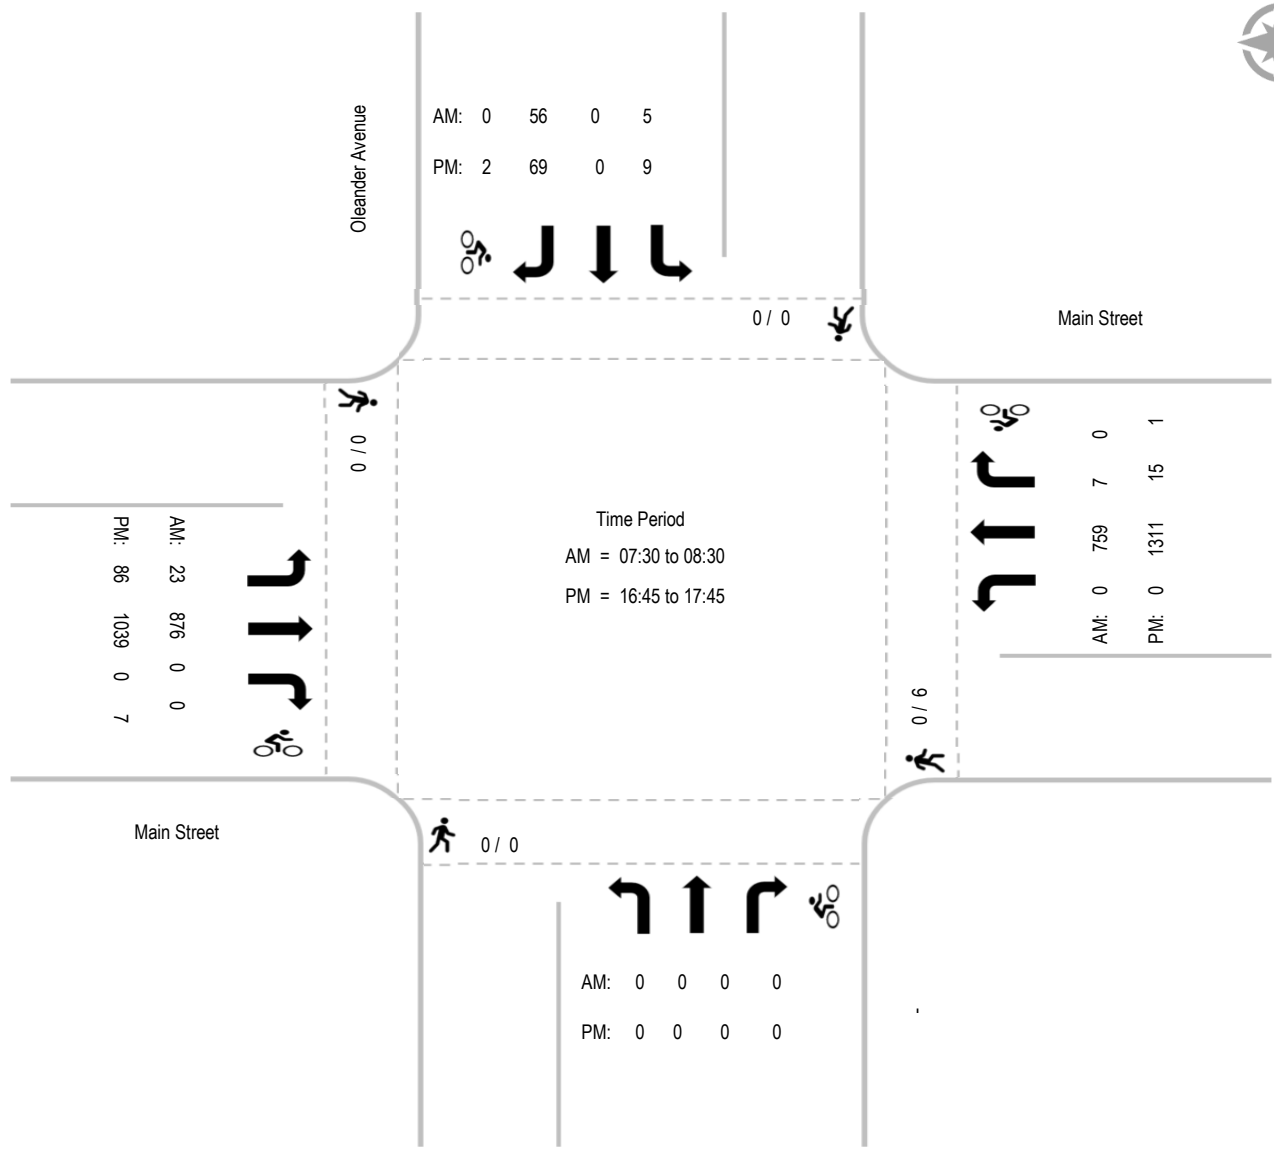 Oleander Avenue
AM: 0 56 0 5
PM: 2 69 0 9
0 / 0
Main Street
0 / 0
AM: 0 759 7 0
PM: 0 1311 15 1
Time Period
AM = 07:30 to 08:30
PM = 16:45 to 17:45
AM: 23 876 0 0
PM: 86 1039 0 7
0 / 6
Main Street
0 / 0
AM: 0 0 0 0
PM: 0 0 0 0